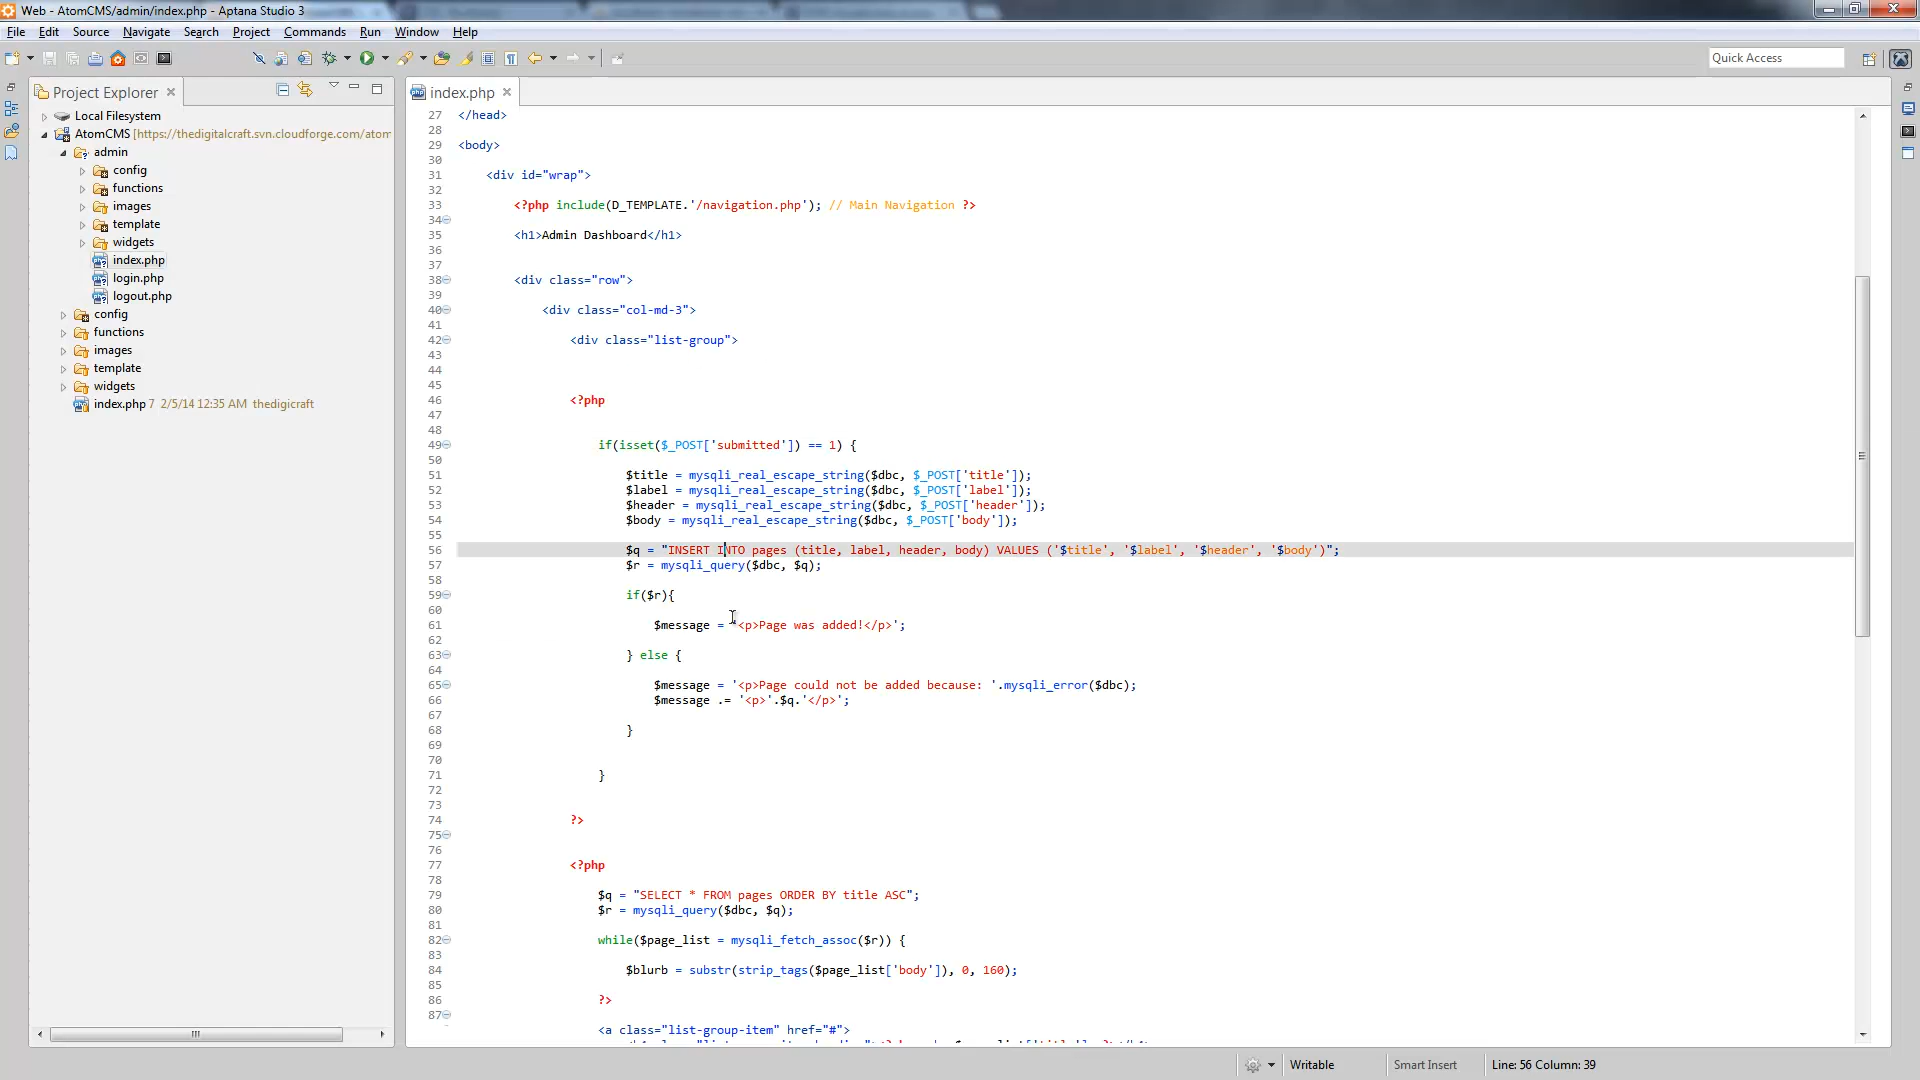 Web - AtomCMS/admin/index.php - Aptana Studio 3
File Edit Source Navigate Search Project Commands Run Window Help
Quick Access
Project Explorer
index.php
Local Filesystem
AtomCMS [https://thedigitalcraft.svn.cloudforge.com/atom
admin
config
functions
images
template
widgets
index.php
login.php
logout.php
config
functions
images
template
widgets
index.php 7 2/5/14 12:35 AM thedigicraft
27 </head>
28
29 <body>
30
31 <div id="wrap">
32
33 <?php include(D_TEMPLATE.'/navigation.php'); // Main Navigation ?>
34
35 <h1>Admin Dashboard</h1>
36
37
38 <div class="row">
39
40 <div class="col-md-3">
41
42 <div class="list-group">
43
44
45
46 <?php
47
48
49 if(isset($_POST['submitted']) == 1) {
50
51 $title = mysqli_real_escape_string($dbc, $_POST['title']);
52 $label = mysqli_real_escape_string($dbc, $_POST['label']);
53 $header = mysqli_real_escape_string($dbc, $_POST['header']);
54 $body = mysqli_real_escape_string($dbc, $_POST['body']);
55
56 $q = "INSERT INTO pages (title, label, header, body) VALUES ('$title', '$label', '$header', '$body')";
57 $r = mysqli_query($dbc, $q);
58
59 if($r){
60
61 $message = '<p>Page was added!</p>';
62
63 } else {
64
65 $message = '<p>Page could not be added because: '.mysqli_error($dbc);
66 $message .= '<p>'.$q.'</p>';
67
68 }
69
70
71 }
72
73
74 ?>
75
76
77 <?php
78
79 $q = "SELECT * FROM pages ORDER BY title ASC";
80 $r = mysqli_query($dbc, $q);
81
82 while($page_list = mysqli_fetch_assoc($r)) {
83
84 $blurb = substr(strip_tags($page_list['body']), 0, 160);
85
86 ?>
87
<a class="list-group-item" href="#">
Writable Smart Insert Line: 56 Column: 39